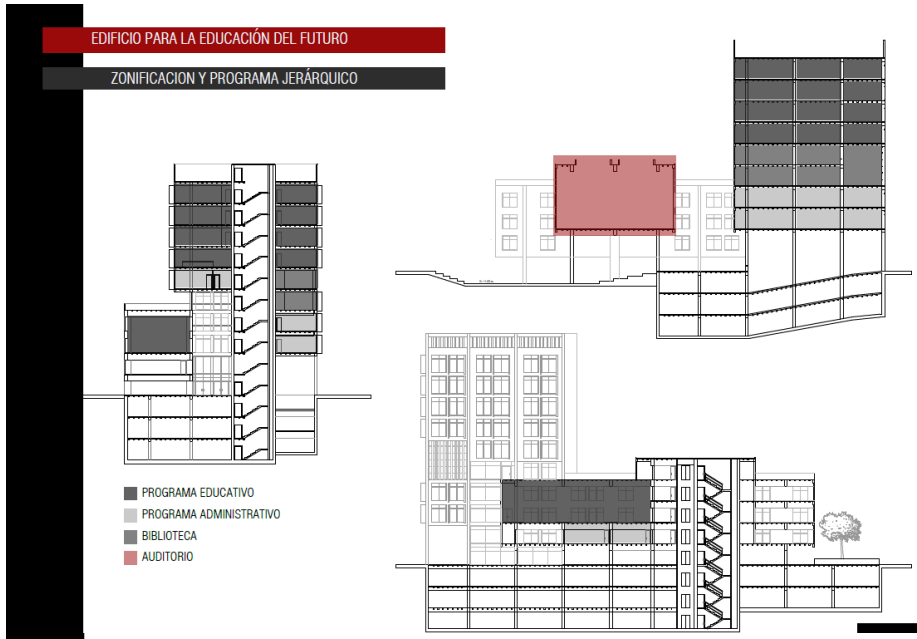 EDIFICIO PARA LA EDUCACIÓN DEL FUTURO
ZONIFICACION Y PROGRAMA JERÁRQUICO
PROGRAMA EDUCATIVO
PROGRAMA ADMINISTRATIVO
BIBLIOTECA
AUDITORIO